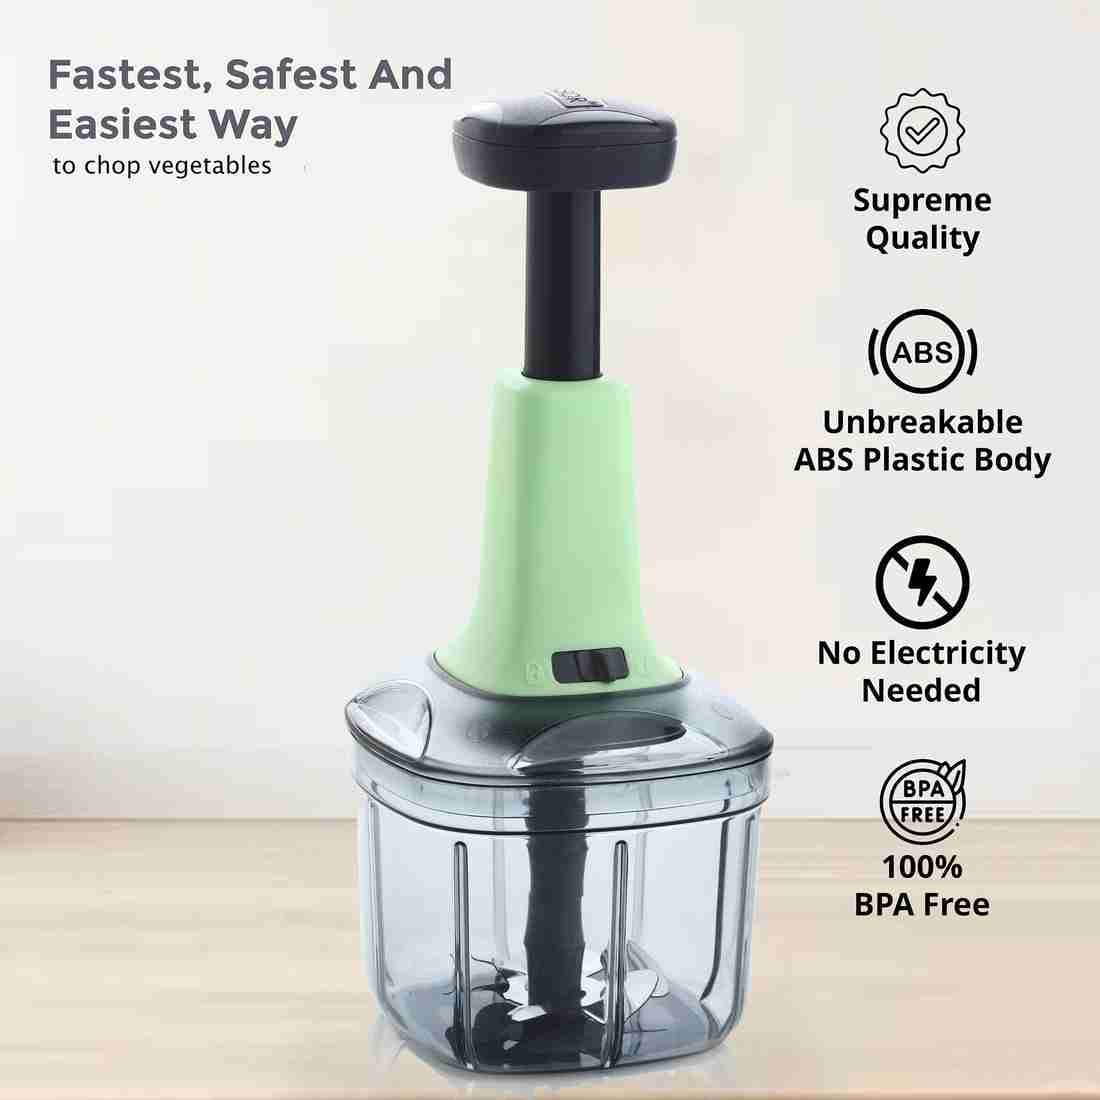 Fastest, Safest And
Easiest Way
to chop vegetables
Supreme
Quality
ABS
Unbreakable
ABS Plastic Body
No Electricity
Needed
BPA
FREE
100%
BPA Free